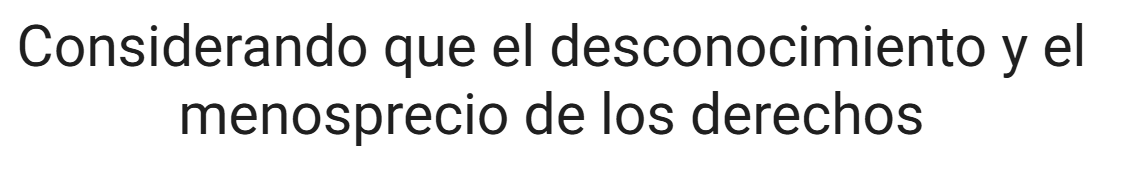 Considerando que el desconocimiento y el
menosprecio de los derechos